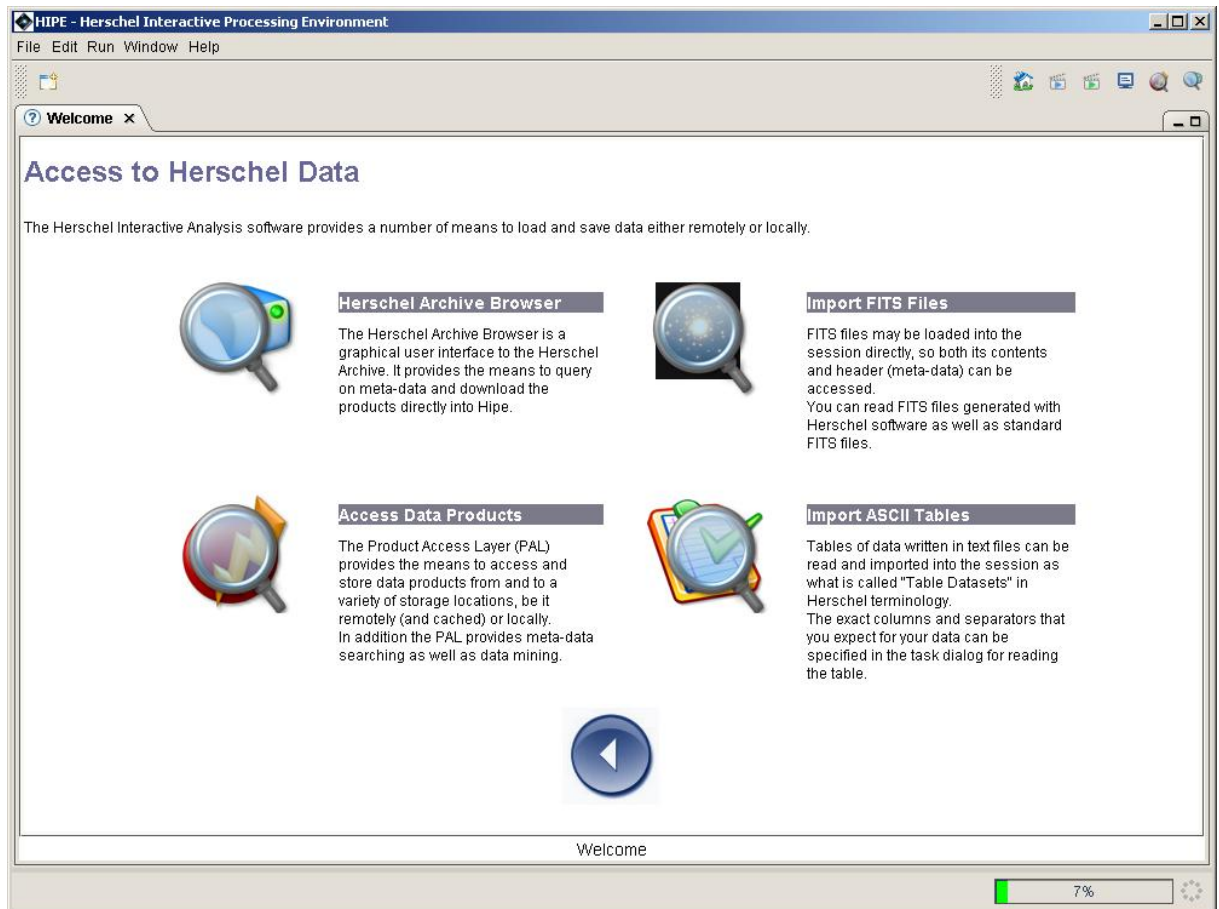 HIPE - Herschel Interactive Processing Environment
File Edit Run Window Help
Welcome
Access to Herschel Data
The Herschel Interactive Analysis software provides a number of means to load and save data either remotely or locally.
Herschel Archive Browser
The Herschel Archive Browser is a
graphical user interface to the Herschel
Archive. It provides the means to query
on meta-data and download the
products directly into Hipe.
Import FITS Files
FITS files may be loaded into the
session directly, so both its contents
and header (meta-data) can be
accessed.
You can read FITS files generated with
Herschel software as well as standard
FITS files.
Access Data Products
The Product Access Layer (PAL)
provides the means to access and
store data products from and to a
variety of storage locations, be it
remotely (and cached) or locally.
In addition the PAL provides meta-data
searching as well as data mining.
Import ASCII Tables
Tables of data written in text files can be
read and imported into the session as
what is called "Table Datasets" in
Herschel terminology.
The exact columns and separators that
you expect for your data can be
specified in the task dialog for reading
the table.
Welcome
7%